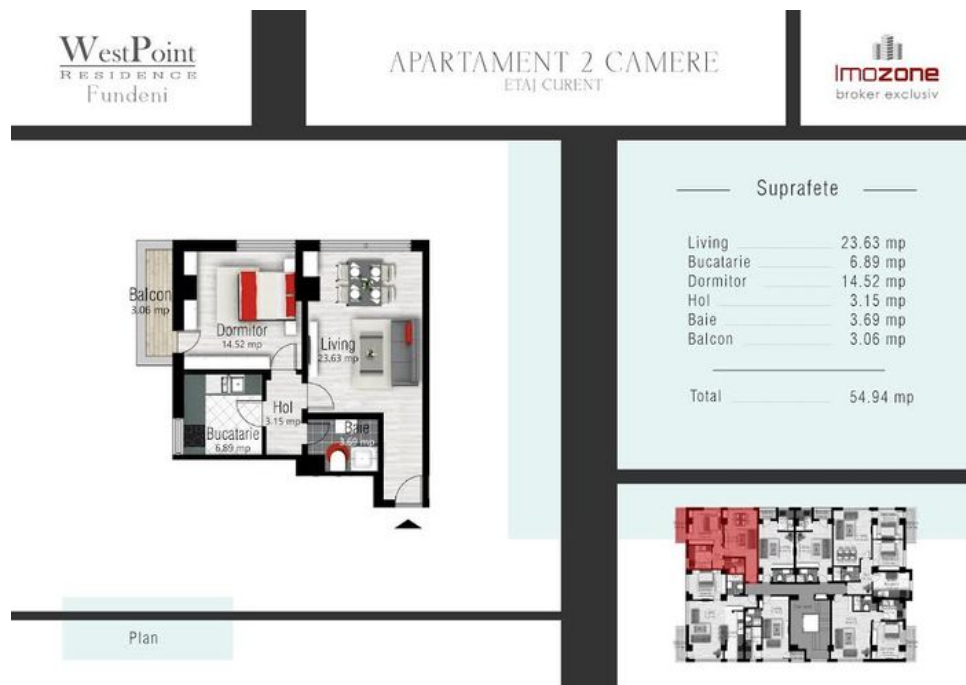 WestPoint
RESIDENCE
Fundeni
APARTAMENT 2 CAMERE
ETAJ CURENT
Imozone
broker exclusiv
Balcon
3.06 mp
Dormitor
14.52 mp
Living
23,63 mp
Hol
3.15 mp
Bucatarie
6,89 mp
Baie
3.69 mp
Suprafete
Living 23.63 mp
Bucatarie 6.89 mp
Dormitor 14.52 mp
Hol 3.15 mp
Baie 3.69 mp
Balcon 3.06 mp
Total 54.94 mp
Plan